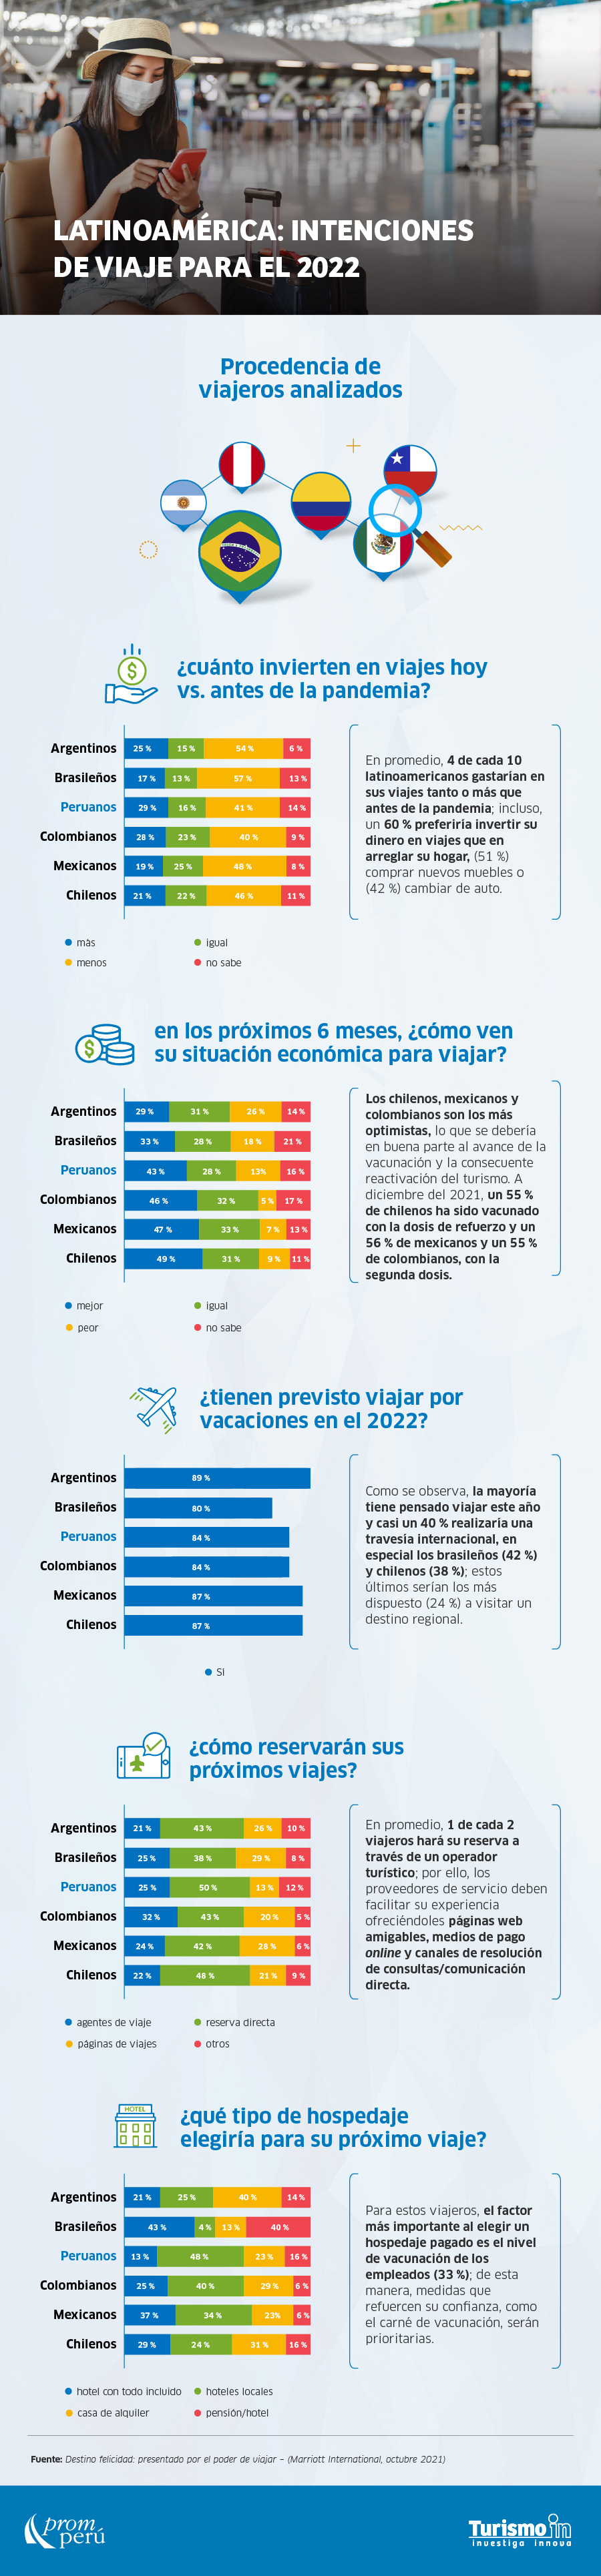 LATINOAMÉRICA: INTENCIONES
DE VIAJE PARA EL 2022
Procedencia de
viajeros analizados
¿cuánto invierten en viajes hoy
vs. antes de la pandemia?
Argentinos 25 % 15 % 54 % 6 %
Brasileños 17 % 13 % 57 % 13 %
Peruanos 29 % 16 % 41 % 14 %
Colombianos 28 % 23 % 40 % 9 %
Mexicanos 19 % 25 % 48 % 8 %
Chilenos 21 % 22 % 46 % 11 %
más igual
menos no sabe
En promedio, 4 de cada 10
latinoamericanos gastarían en
sus viajes tanto o más que
antes de la pandemia; incluso,
un 60 % preferiría invertir su
dinero en viajes que en
arreglar su hogar, (51 %)
comprar nuevos muebles o
(42 %) cambiar de auto.
en los próximos 6 meses, ¿cómo ven
su situación económica para viajar?
Argentinos 29 % 31 % 26 % 14 %
Brasileños 33 % 28 % 18 % 21 %
Peruanos 43 % 28 % 13% 16 %
Colombianos 46 % 32 % 5 % 17 %
Mexicanos 47 % 33 % 7 % 13 %
Chilenos 49 % 31 % 9 % 11 %
mejor igual
peor no sabe
Los chilenos, mexicanos y
colombianos son los más
optimistas, lo que se debería
en buena parte al avance de la
vacunación y la consecuente
reactivación del turismo. A
diciembre del 2021, un 55 %
de chilenos ha sido vacunado
con la dosis de refuerzo y un
56 % de mexicanos y un 55 %
de colombianos, con la
segunda dosis.
¿tienen previsto viajar por
vacaciones en el 2022?
Argentinos 89 %
Brasileños 80 %
Peruanos 84 %
Colombianos 84 %
Mexicanos 87 %
Chilenos 87 %
Si
Como se observa, la mayoría
tiene pensado viajar este año
y casi un 40 % realizaria una
travesia internacional, en
especial los brasileños (42 %)
y chilenos (38 %); estos
últimos serían los más
dispuesto (24 %) a visitar un
destino regional.
¿cómo reservarán sus
próximos viajes?
Argentinos 21 % 43 % 26 % 10 %
Brasileños 25 % 38 % 29 % 8 %
Peruanos 25 % 50 % 13 % 12 %
Colombianos 32 % 43 % 20 % 5 %
Mexicanos 24 % 42 % 28 % 6 %
Chilenos 22 % 48 % 21 % 9 %
agentes de viaje reserva directa
páginas de viajes otros
En promedio, 1 de cada 2
viajeros hará su reserva a
través de un operador
turístico; por ello, los
proveedores de servicio deben
facilitar su experiencia
ofreciéndoles páginas web
amigables, medios de pago
online y canales de resolución
de consultas/comunicación
directa.
HOTEL
¿qué tipo de hospedaje
elegiría para su próximo viaje?
Argentinos 21 % 25 % 40 % 14 %
Brasileños 43 % 4 % 13 % 40 %
Peruanos 13 % 48 % 23 % 16 %
Colombianos 25 % 40 % 29 % 6 %
Mexicanos 37 % 34 % 23% 6 %
Chilenos 29 % 24 % 31 % 16 %
hotel con todo incluido hoteles locales
casa de alquiler pensión/hotel
Para estos viajeros, el factor
más importante al elegir un
hospedaje pagado es el nivel
de vacunación de los
empleados (33 %); de esta
manera, medidas que
refuercen su confianza, como
el carné de vacunación, serán
prioritarias.
Fuente: Destino felicidad: presentado por el poder de viajar – (Marriott International, octubre 2021)
prom
perú
Turismo in
investiga innova